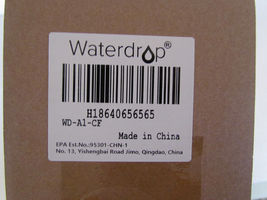 Waterdrop®
H18640656565
WD-A1-CF
Made in China
EPA Est.No.:95301-CHN-1
No. 13, Yishengbai Road Jimo, Qingdao, China